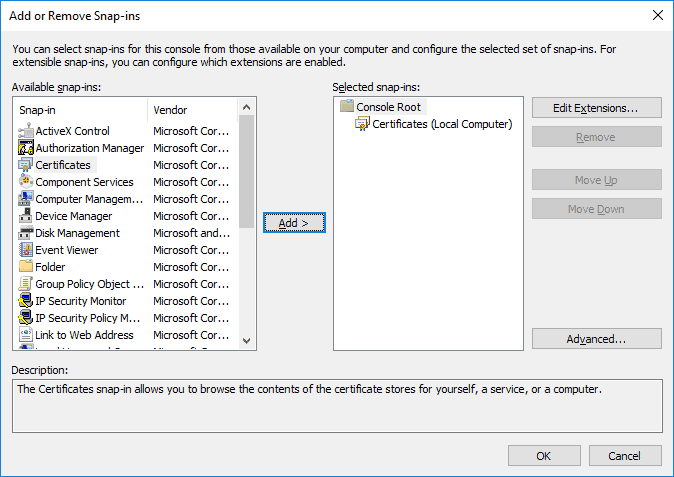 Add or Remove Snap-ins
You can select snap-ins for this console from those available on your computer and configure the selected set of snap-ins. For
extensible snap-ins, you can configure which extensions are enabled.
Available snap-ins:
Snap-in Vendor
ActiveX Control Microsoft Cor...
Authorization Manager Microsoft Cor...
Certificates Microsoft Cor...
Component Services Microsoft Cor...
Computer Managem... Microsoft Cor...
Device Manager Microsoft Cor...
Disk Management Microsoft and...
Event Viewer Microsoft Cor...
Folder Microsoft Cor...
Group Policy Object ... Microsoft Cor...
IP Security Monitor Microsoft Cor...
IP Security Policy M... Microsoft Cor...
Link to Web Address Microsoft Cor...
Add >
Selected snap-ins:
Console Root
Certificates (Local Computer)
Edit Extensions...
Remove
Move Up
Move Down
Advanced...
Description:
The Certificates snap-in allows you to browse the contents of the certificate stores for yourself, a service, or a computer.
OK Cancel